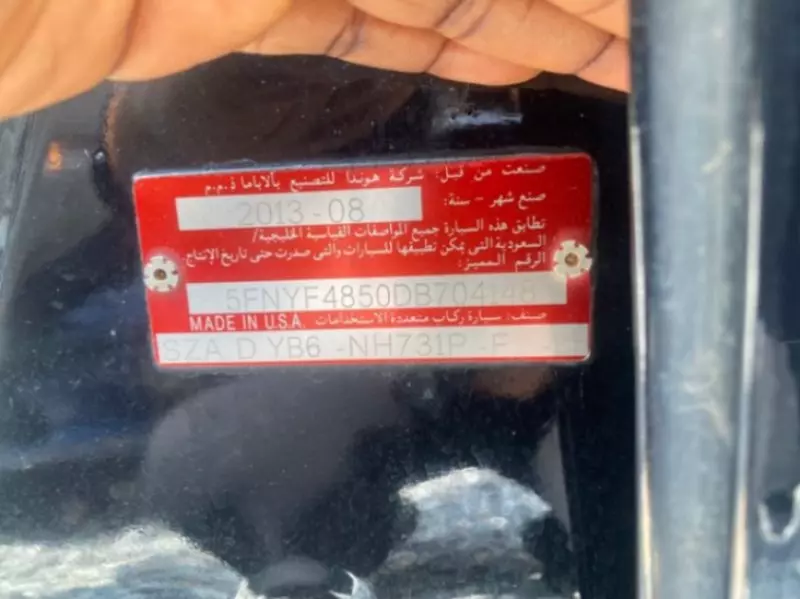 صنعت من قبل: شركة هوندا للتصنيع بألاباما ذ.م.م
صنع شهر - سنة:
2013-08
تطابق هذه السيارة جميع المواصفات القياسية الخليجية/
السعودية التي يمكن تطبيقها للسيارات والتي صدرت حتى تاريخ الإنتاج.
الرقم المميز:
5FNYF4850DB704148
صنف: سيارة ركاب متعددة الاستخدامات. MADE IN U.S.A.
SZA D YB6 -NH731P -F